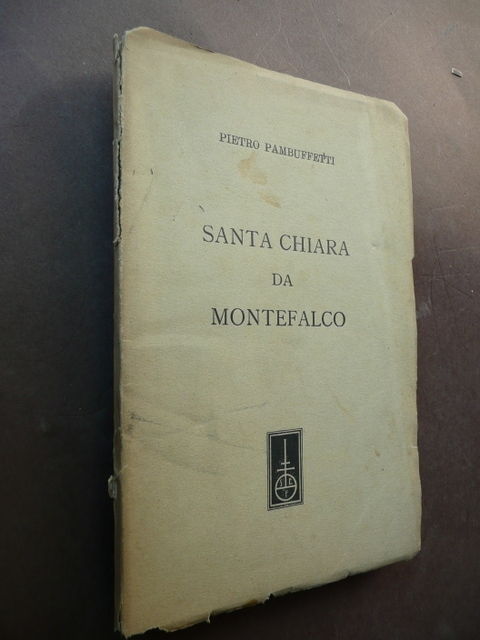 PIETRO PAMBUFFETTI
SANTA CHIARA
DA
MONTEFALCO